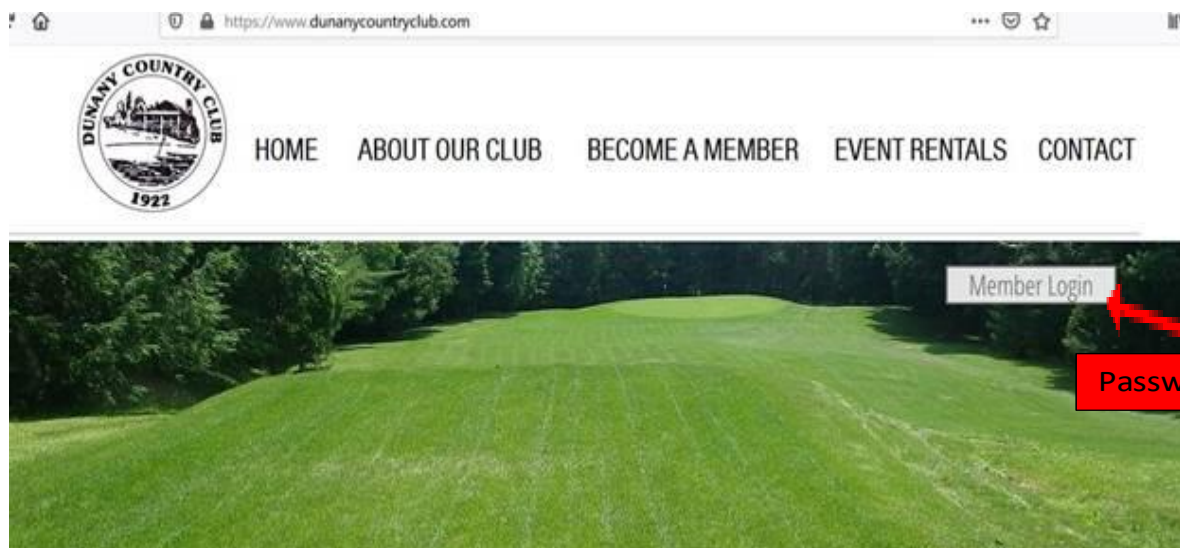 https://www.dunanycountryclub.com
DUNANY COUNTRY CLUB
1922
HOME ABOUT OUR CLUB BECOME A MEMBER EVENT RENTALS CONTACT
Member Login
Passw